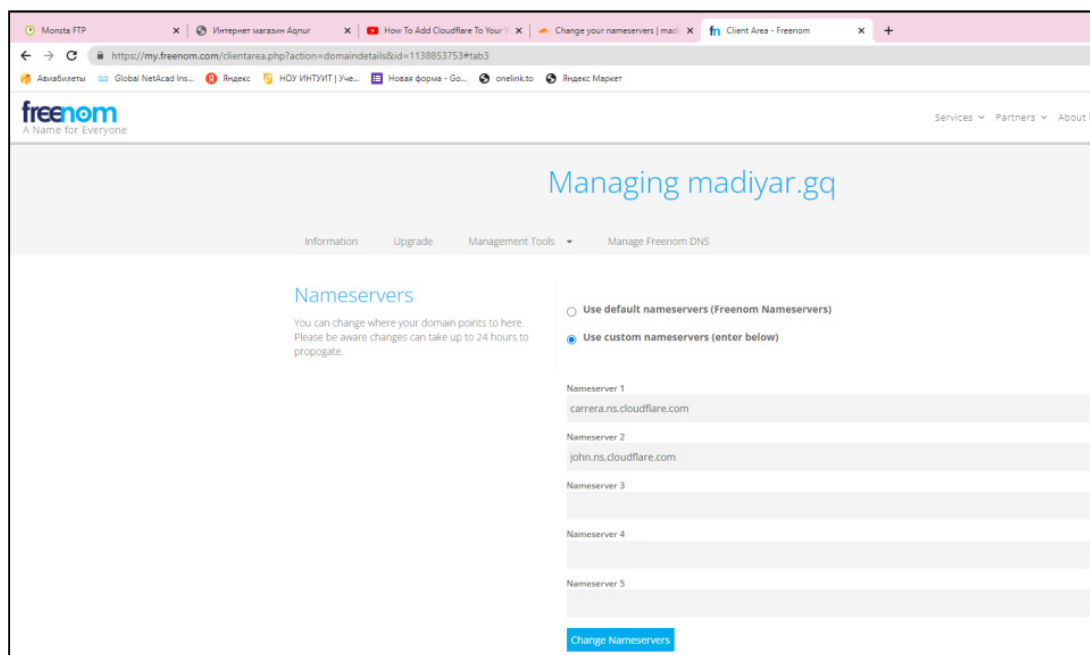 Monsta FTP
Интернет магазин Aqnur
How To Add Cloudflare To Your W
Change your nameservers | madi
Client Area - Freenom
https://my.freenom.com/clientarea.php?action=domaindetails&id=1138853753#tab3
Авиабилеты
Global NetAcad Ins...
Яндекс
НОУ ИНТУИТ | Уче...
Новая форма - Go...
onelink.to
Яндекс Маркет
freenom
A Name for Everyone
Services
Partners
About
Managing madiyar.gq
Information
Upgrade
Management Tools
Manage Freenom DNS
Nameservers
You can change where your domain points to here.
Please be aware changes can take up to 24 hours to
propogate.
Use default nameservers (Freenom Nameservers)
Use custom nameservers (enter below)
Nameserver 1
carrera.ns.cloudflare.com
Nameserver 2
john.ns.cloudflare.com
Nameserver 3
Nameserver 4
Nameserver 5
Change Nameservers